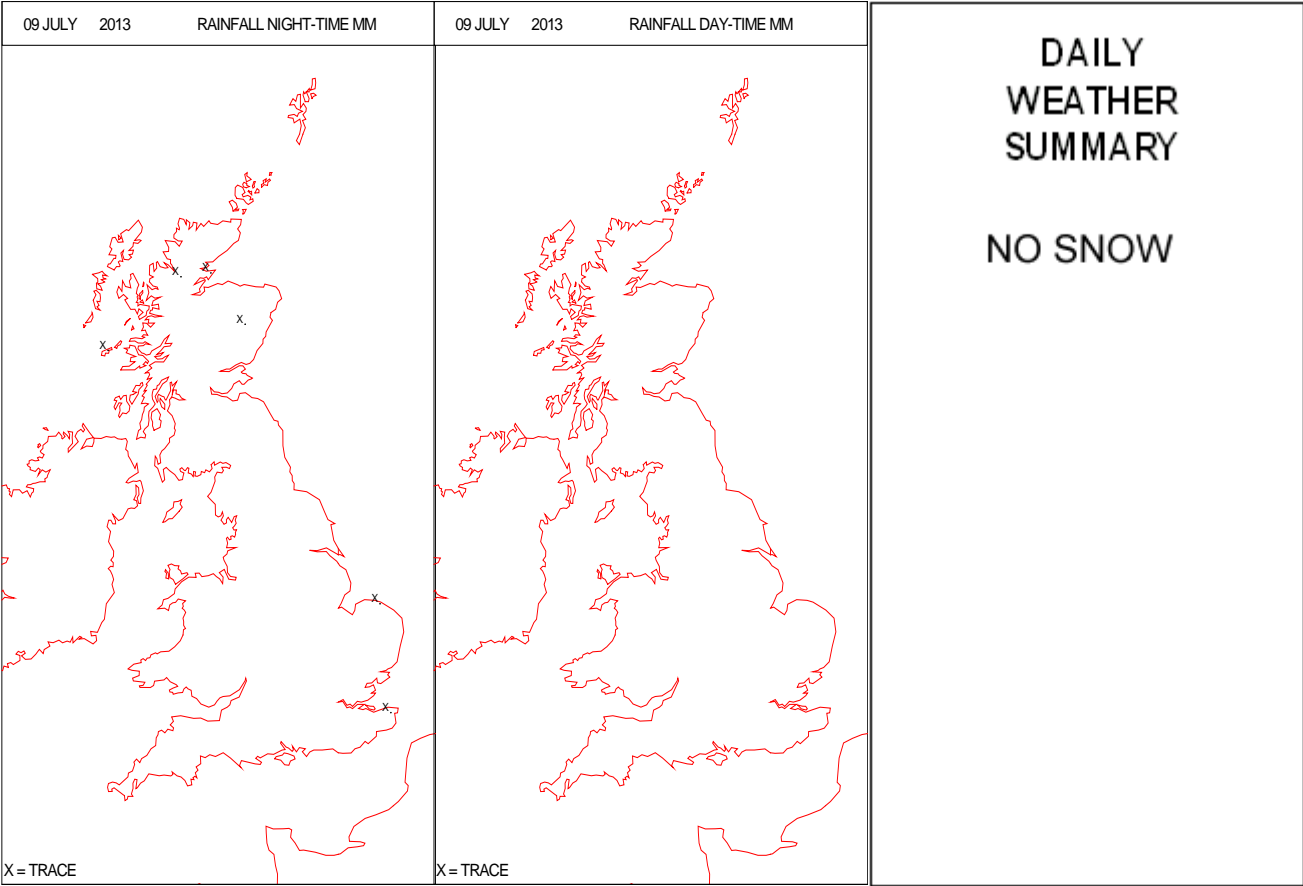 09 JULY 2013 RAINFALL NIGHT-TIME MM
X.
X.
X.
X.
X.
X.
X = TRACE
09 JULY 2013 RAINFALL DAY-TIME MM
X = TRACE
DAILY
WEATHER
SUMMARY
NO SNOW